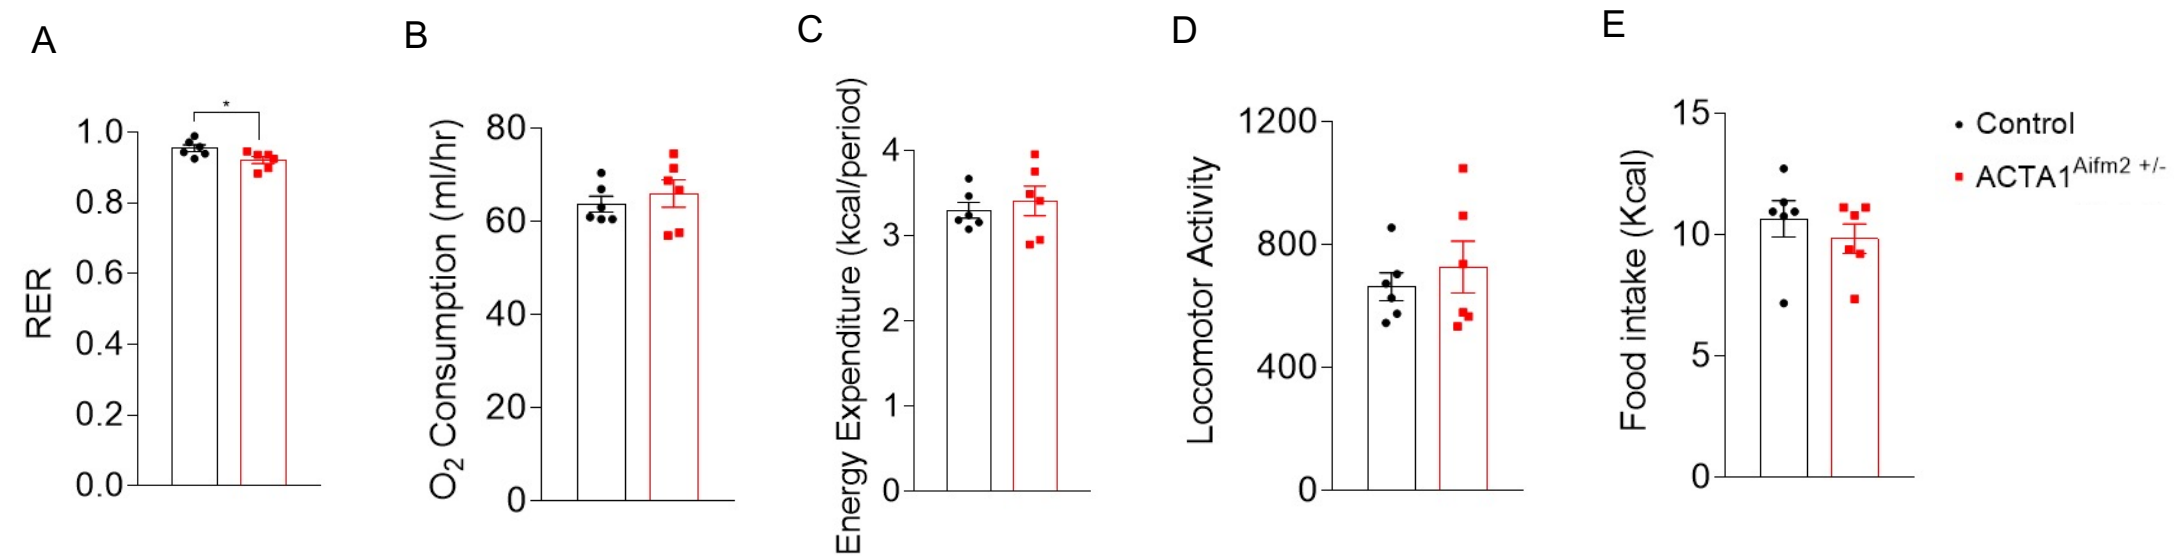 A
RER
1.0
0.8
0.6
0.4
0.2
0.0
*
B
O2 Consumption (ml/hr)
80
60
40
20
0
C
Energy Expenditure (kcal/period)
4
3
2
1
0
D
Locomotor Activity
1200
800
400
0
E
Food intake (Kcal)
15
10
5
0
Control
ACTA1Aifm2 +/-